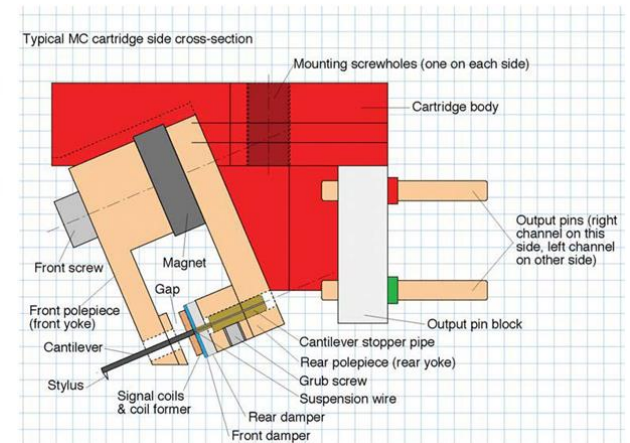 Typical MC cartridge side cross-section
Mounting screwholes (one on each side)
Cartridge body
Output pins (right
channel on this
side, left channel
on other side)
Front screw
Magnet
Gap
Front polepiece
(front yoke)
Output pin block
Cantilever
Cantilever stopper pipe
Rear polepiece (rear yoke)
Stylus
Grub screw
Signal coils
& coil former
Suspension wire
Rear damper
Front damper